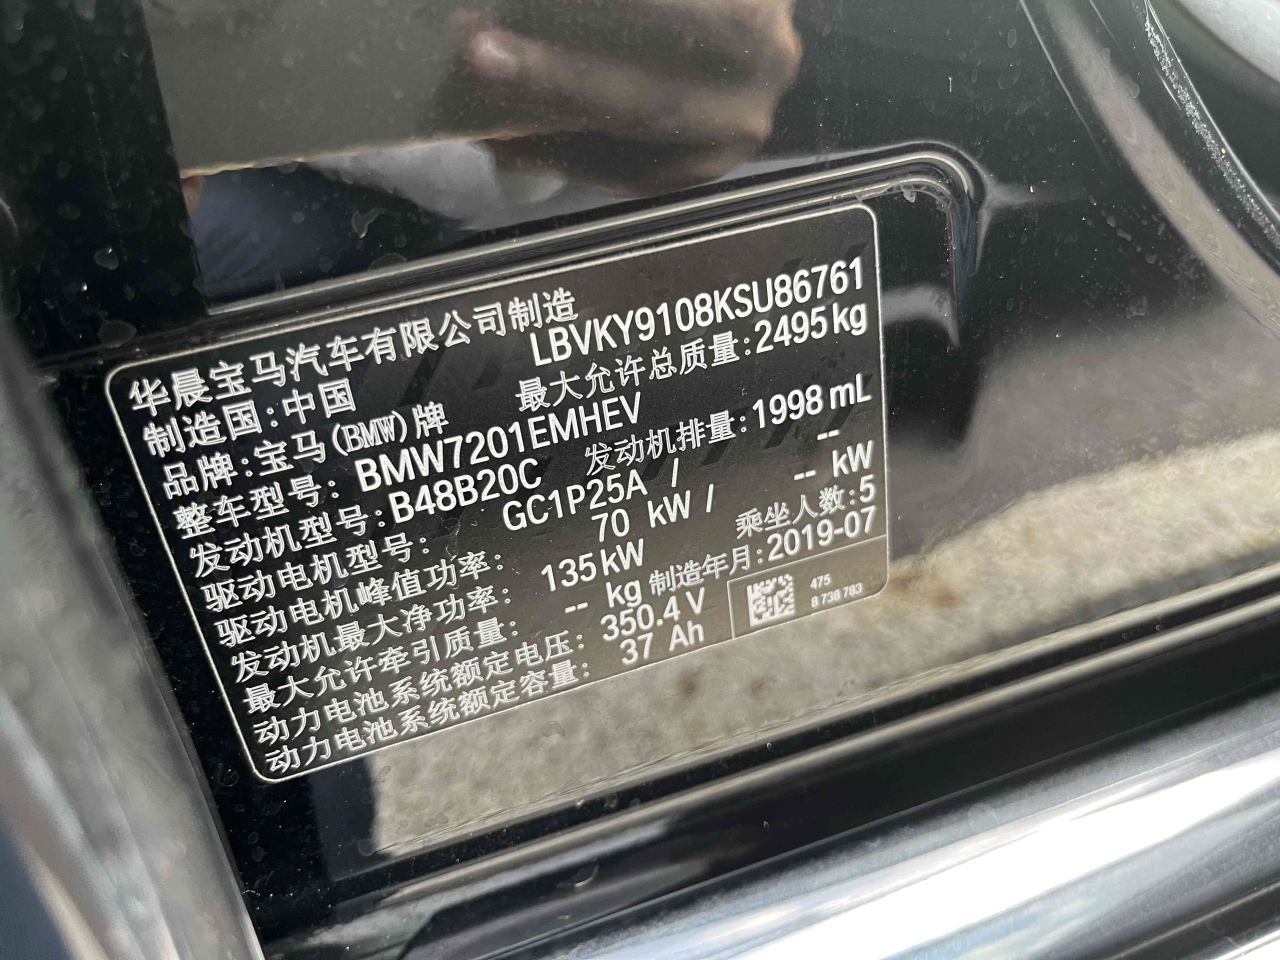 华晨宝马汽车有限公司制造
制造国:中国 LBVKY9108KSU86761
品牌:宝马(BMW)牌 最大允许总质量:2495kg
整车型号: BMW7201EMHEV
发动机型号:B48B20C 发动机排量:1998 mL
驱动电机型号: GC1P25A / --
驱动电机峰值功率: 70 kW / -- kW
发动机最大净功率: 135kW 乘坐人数:5
最大允许牵引质量: -- kg 制造年月:2019-07
动力电池系统额定电压: 350.4 V
动力电池系统额定容量: 37 Ah
475
8 738 783